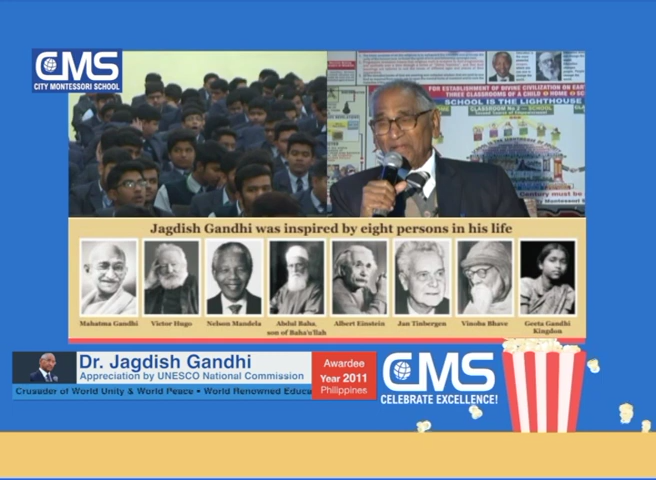 CMS
CITY MONTESSORI SCHOOL
FOR ESTABLISHMENT OF DIVINE CIVILIZATION ON EARTH
THREE CLASSROOMS OF A CHILD HOME SC
SCHOOL IS THE LIGHTHOUSE
Jagdish Gandhi was inspired by eight persons in his life
Mahatma Gandhi
Victor Hugo
Nelson Mandela
Abdul Baha,
son of Baha'u'llah
Albert Einstein
Jan Tinbergen
Vinoba Bhave
Geeta Gandhi
Kingdon
Dr. Jagdish Gandhi
Appreciation by UNESCO National Commission
Crusader of World Unity & World Peace • World Renowned Educa
Awardee
Year 2011
Philippines
CMS
CELEBRATE EXCELLENCE!